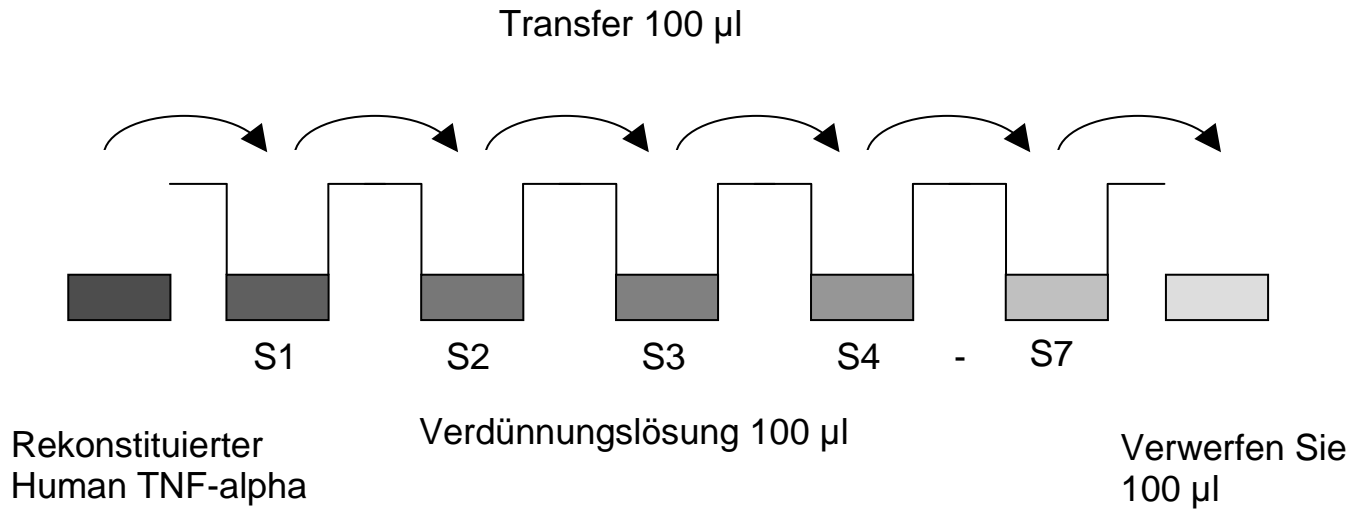 Transfer 100 µl
S1 S2 S3 S4 - S7
Rekonstituierter
Human TNF-alpha
Verdünnungslösung 100 µl
Verwerfen Sie
100 µl